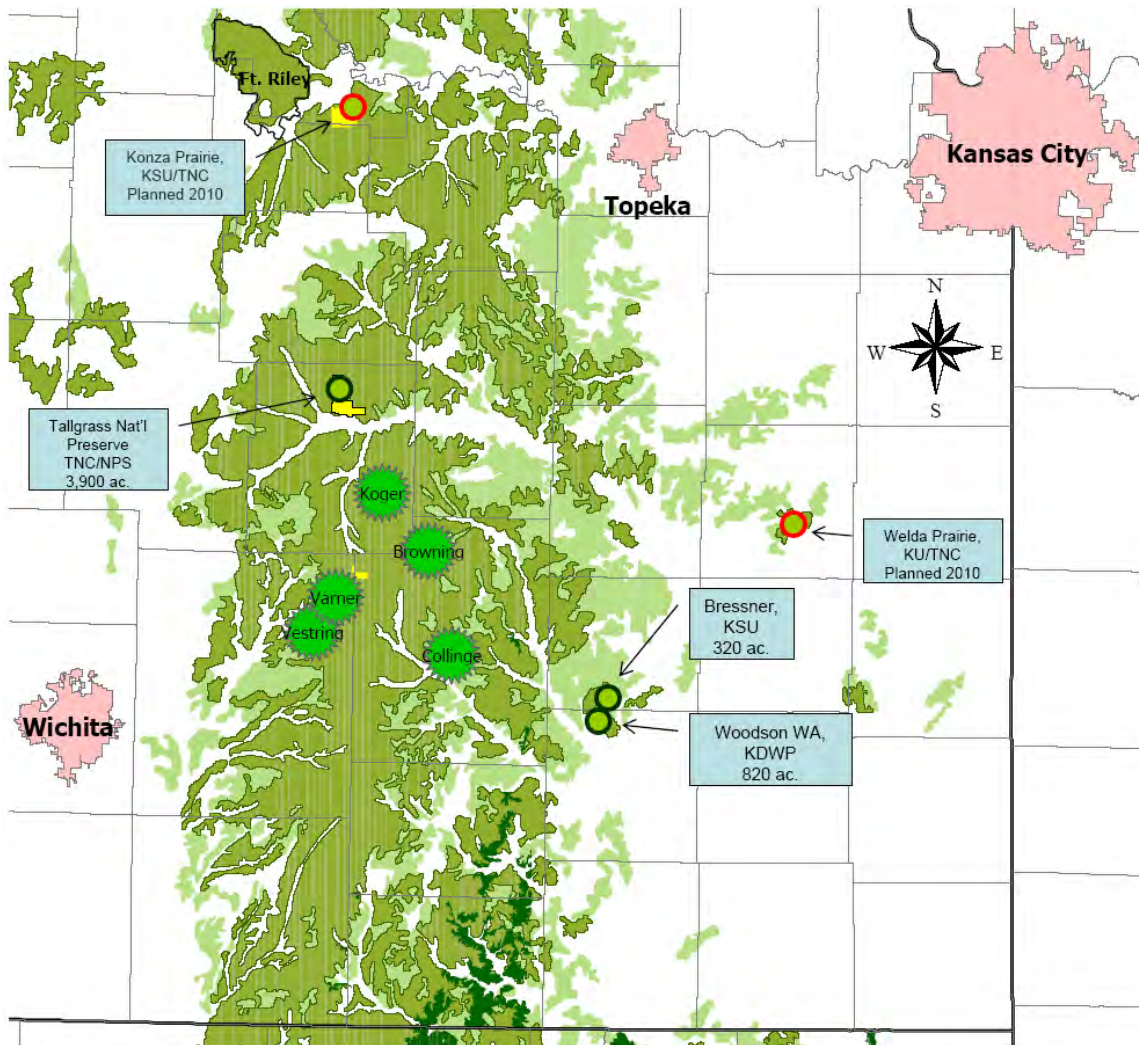 Ft. Riley
Konza Prairie,
KSU/TNC
Planned 2010
Kansas City
Topeka
N
W
E
S
Tallgrass Nat'l
Preserve
TNC/NPS
3,900 ac.
Koger
Browning
Welda Prairie,
KU/TNC
Planned 2010
Varner
Vestring
Bressner,
KSU
320 ac.
Collinge
Wichita
Woodson WA,
KDWP
820 ac.